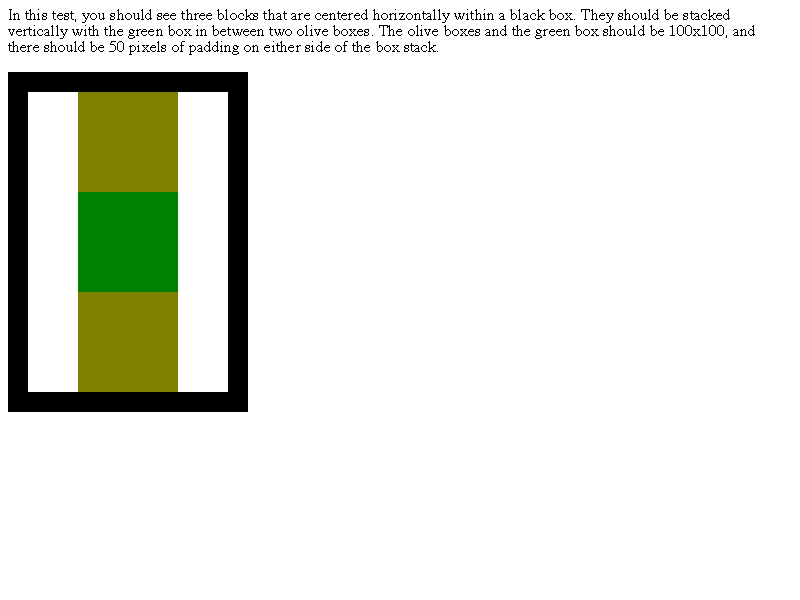 In this test, you should see three blocks that are centered horizontally within a black box. They should be stacked
vertically with the green box in between two olive boxes. The olive boxes and the green box should be 100x100, and
there should be 50 pixels of padding on either side of the box stack.